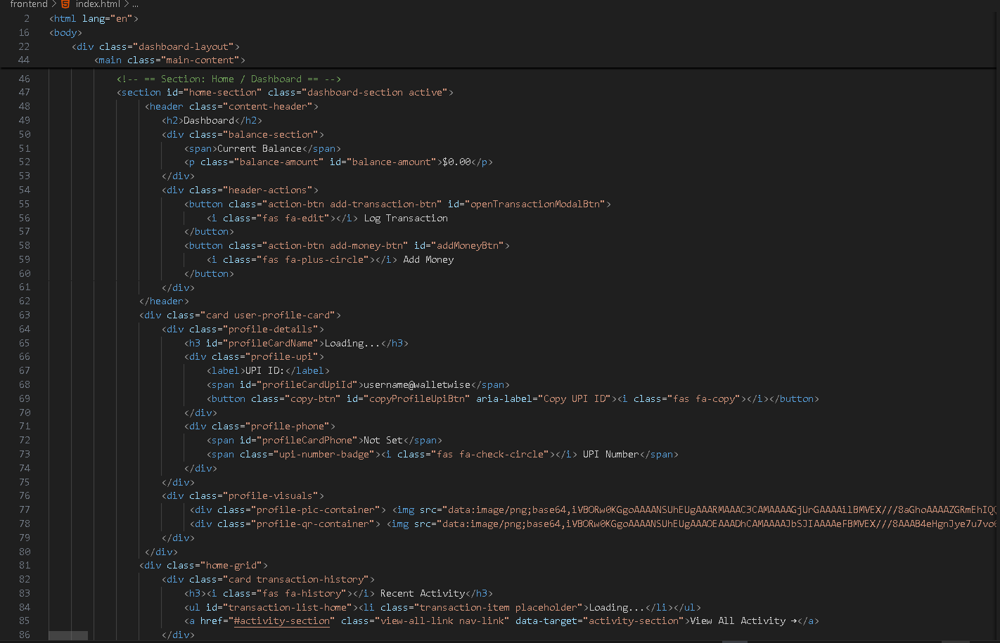 frontend > index.html > ...
2 <html lang="en">
16 <body>
22 <div class="dashboard-layout">
44 <main class="main-content">
46 <!-- == Section: Home / Dashboard == -->
47 <section id="home-section" class="dashboard-section active">
48 <header class="content-header">
49 <h2>Dashboard</h2>
50 <div class="balance-section">
51 <span>Current Balance</span>
52 <p class="balance-amount" id="balance-amount">$0.00</p>
53 </div>
54 <div class="header-actions">
55 <button class="action-btn add-transaction-btn" id="openTransactionModalBtn">
56 <i class="fas fa-edit"></i> Log Transaction
57 </button>
58 <button class="action-btn add-money-btn" id="addMoneyBtn">
59 <i class="fas fa-plus-circle"></i> Add Money
60 </button>
61 </div>
62 </header>
63 <div class="card user-profile-card">
64 <div class="profile-details">
65 <h3 id="profileCardName">Loading...</h3>
66 <div class="profile-upi">
67 <label>UPI ID:</label>
68 <span id="profileCardUpiId">username@walletwise</span>
69 <button class="copy-btn" id="copyProfileUpiBtn" aria-label="Copy UPI ID"><i class="fas fa-copy"></i></button>
70 </div>
71 <div class="profile-phone">
72 <span id="profileCardPhone">Not Set</span>
73 <span class="upi-number-badge"><i class="fas fa-check-circle"></i> UPI Number</span>
74 </div>
75 </div>
76 <div class="profile-visuals">
77 <div class="profile-pic-container"> <img src="data:image/png;base64,iVBORw0KGgoAAAANSUhEUgAAARMAAAC3CAMAAAAGjUrGAAAAilBMVEX///8aGhoAAAAZGRmEhIQ
78 <div class="profile-qr-container"> <img src="data:image/png;base64,iVBORw0KGgoAAAANSUhEUgAAAOEAAADhCAMAAAAJbSJIAAAAeFBMVEX///8AAAB4eHgnJye7u7vo
79 </div>
80 </div>
81 <div class="home-grid">
82 <div class="card transaction-history">
83 <h3><i class="fas fa-history"></i> Recent Activity</h3>
84 <ul id="transaction-list-home"><li class="transaction-item placeholder">Loading...</li></ul>
85 <a href="#activity-section" class="view-all-link nav-link" data-target="activity-section">View All Activity →</a>
86 </div>